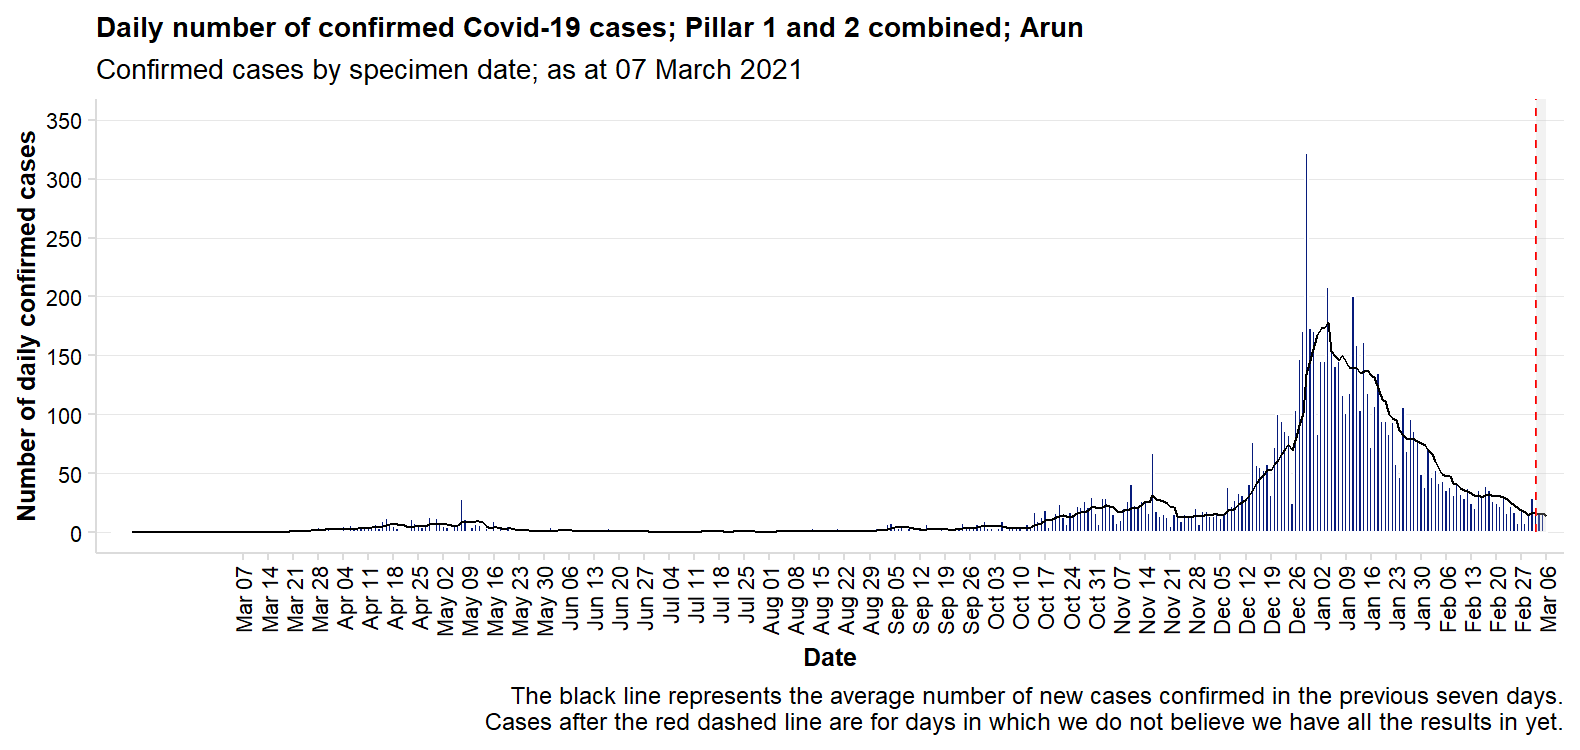 Daily number of confirmed Covid-19 cases; Pillar 1 and 2 combined; Arun
Confirmed cases by specimen date; as at 07 March 2021
Number of daily confirmed cases
350
300
250
200
150
100
50
0
Mar 07
Mar 14
Mar 21
Mar 28
Apr 04
Apr 11
Apr 18
Apr 25
May 02
May 09
May 16
May 23
May 30
Jun 06
Jun 13
Jun 20
Jun 27
Jul 04
Jul 11
Jul 18
Jul 25
Aug 01
Aug 08
Aug 15
Aug 22
Aug 29
Sep 05
Sep 12
Sep 19
Sep 26
Oct 03
Oct 10
Oct 17
Oct 24
Oct 31
Nov 07
Nov 14
Nov 21
Nov 28
Dec 05
Dec 12
Dec 19
Dec 26
Jan 02
Jan 09
Jan 16
Jan 23
Jan 30
Feb 06
Feb 13
Feb 20
Feb 27
Mar 06
Date
The black line represents the average number of new cases confirmed in the previous seven days.
Cases after the red dashed line are for days in which we do not believe we have all the results in yet.